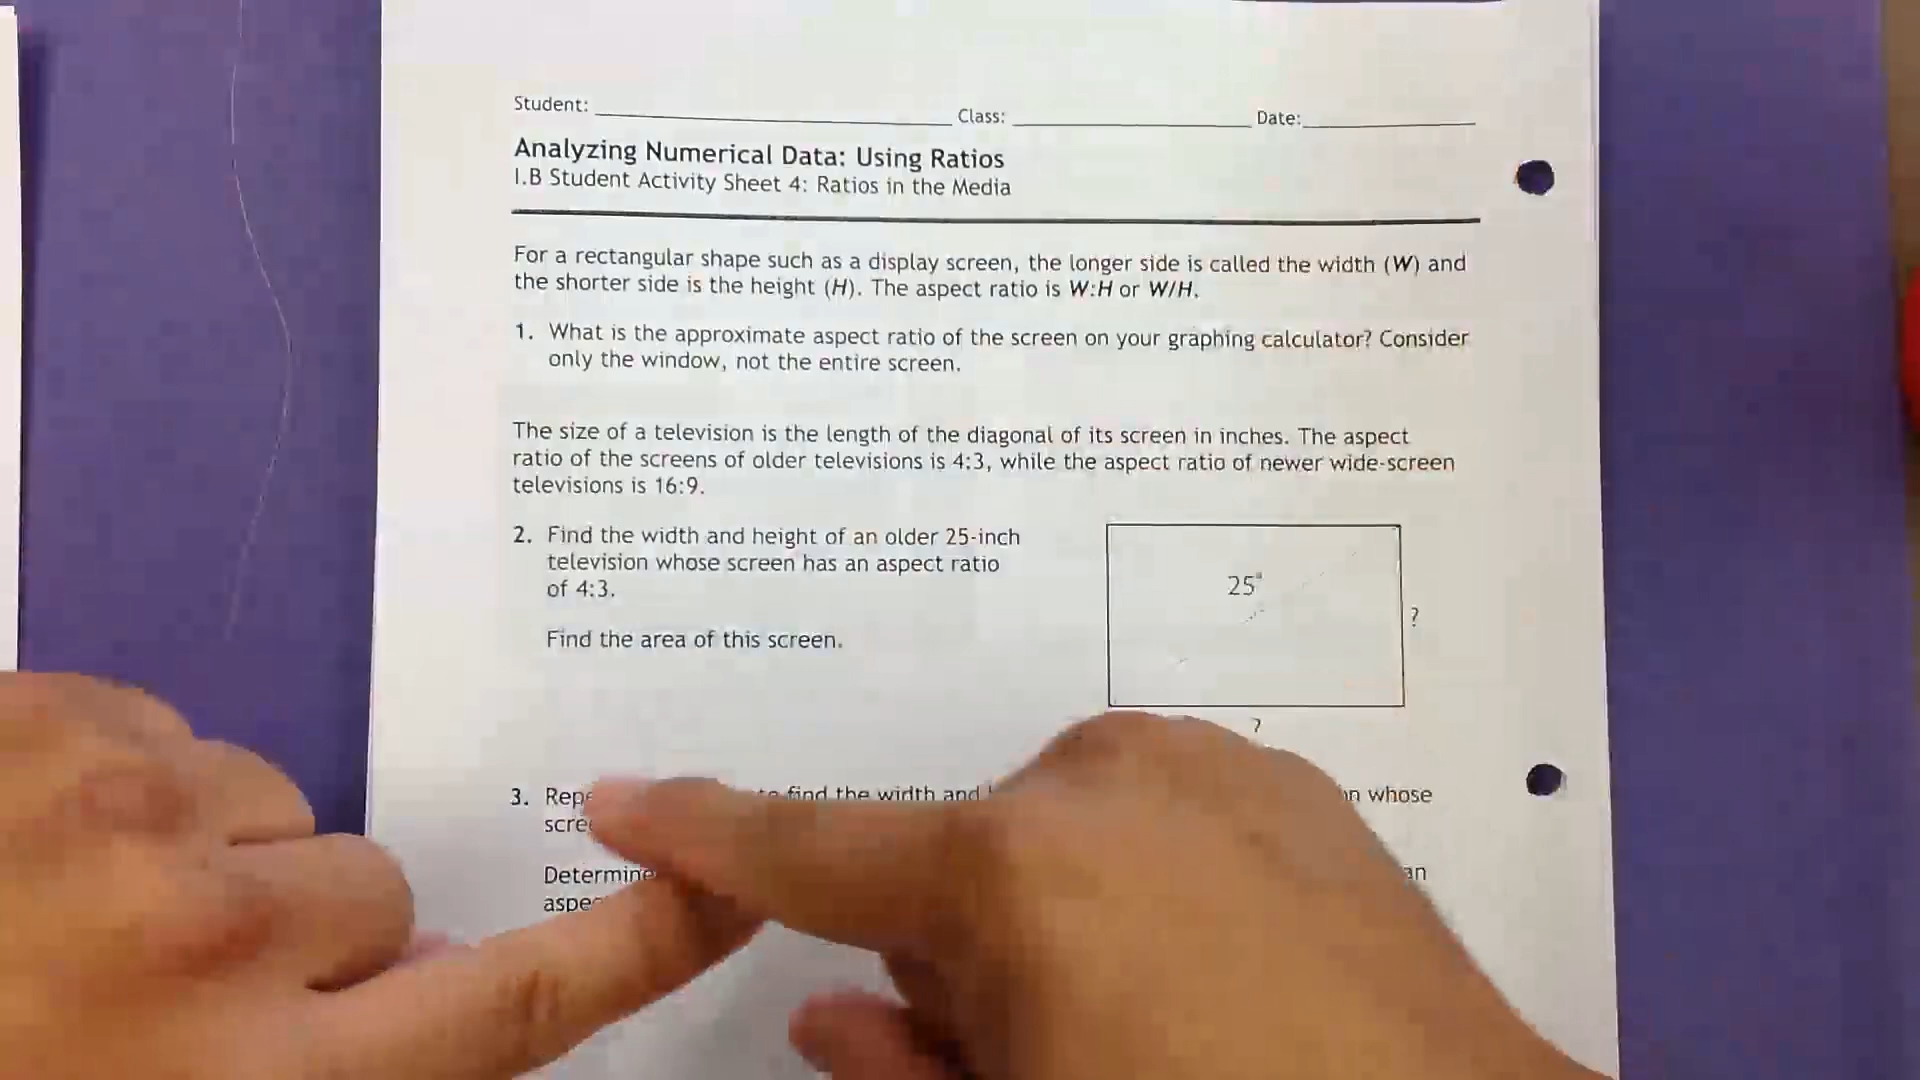 Student: Class: Date:
Analyzing Numerical Data: Using Ratios
I.B Student Activity Sheet 4: Ratios in the Media
For a rectangular shape such as a display screen, the longer side is called the width (W) and
the shorter side is the height (H). The aspect ratio is W:H or W/H.
1. What is the approximate aspect ratio of the screen on your graphing calculator? Consider
only the window, not the entire screen.
The size of a television is the length of the diagonal of its screen in inches. The aspect
ratio of the screens of older televisions is 4:3, while the aspect ratio of newer wide-screen
televisions is 16:9.
2. Find the width and height of an older 25-inch
television whose screen has an aspect ratio
of 4:3.
Find the area of this screen.
25"
?
?
3. find the width and whose
Determine